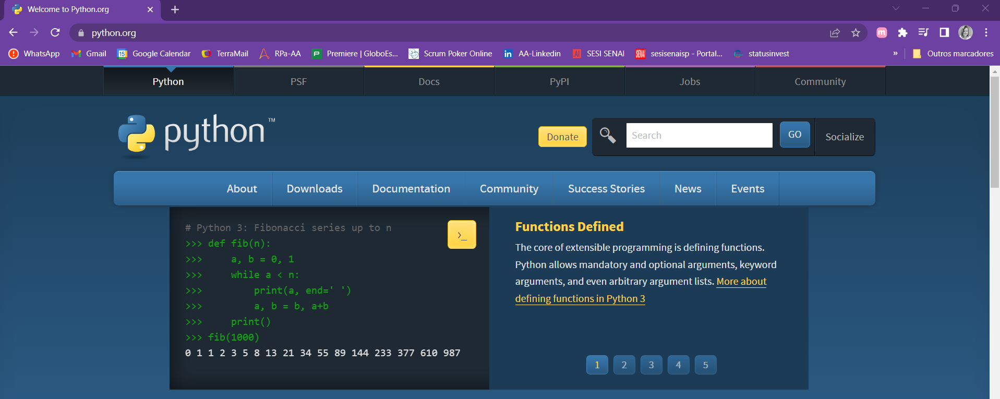 Welcome to Python.org
python.org
WhatsApp Gmail 15 Google Calendar TerraMail RPa-AA P Premiere | GloboEs... Scrum Poker Online in AA-Linkedin AI SESI SENAI SENAI sesisenaisp - Portal... statusinvest » Outros marcadores
Python PSF Docs PyPI Jobs Community
python™
Donate Search GO Socialize
About Downloads Documentation Community Success Stories News Events
# Python 3: Fibonacci series up to n
>>> def fib(n):
>>>     a, b = 0, 1
>>>     while a < n:
>>>         print(a, end=' ')
>>>         a, b = b, a+b
>>>     print()
>>> fib(1000)
0 1 1 2 3 5 8 13 21 34 55 89 144 233 377 610 987
>_
Functions Defined
The core of extensible programming is defining functions.
Python allows mandatory and optional arguments, keyword
arguments, and even arbitrary argument lists. More about
defining functions in Python 3
1 2 3 4 5